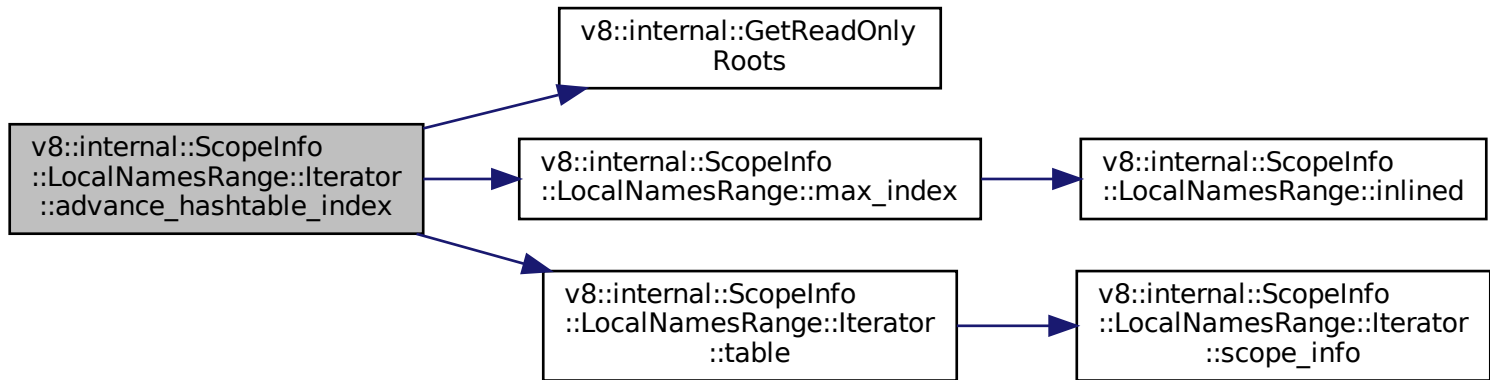 v8::internal::GetReadOnly
Roots
v8::internal::ScopeInfo
::LocalNamesRange::Iterator
::advance_hashtable_index
v8::internal::ScopeInfo
::LocalNamesRange::max_index
v8::internal::ScopeInfo
::LocalNamesRange::inlined
v8::internal::ScopeInfo
::LocalNamesRange::Iterator
::table
v8::internal::ScopeInfo
::LocalNamesRange::Iterator
::scope_info